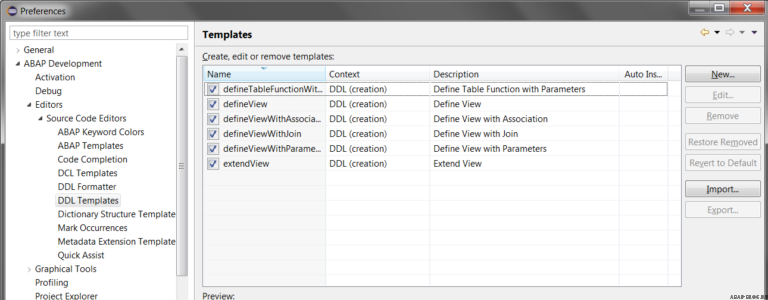 Preferences
type filter text
General
ABAP Development
Activation
Debug
Editors
Source Code Editors
ABAP Keyword Colors
ABAP Templates
Code Completion
DCL Templates
DDL Formatter
DDL Templates
Dictionary Structure Template
Mark Occurrences
Metadata Extension Template
Quick Assist
Graphical Tools
Profiling
Project Explorer
Templates
Create, edit or remove templates:
Name Context Description Auto Ins...
defineTableFunctionWit... DDL (creation) Define Table Function with Parameters
defineView DDL (creation) Define View
defineViewWithAssocia... DDL (creation) Define View with Association
defineViewWithJoin DDL (creation) Define View with Join
defineViewWithParame... DDL (creation) Define View with Parameters
extendView DDL (creation) Extend View
New...
Edit...
Remove
Restore Removed
Revert to Default
Import...
Export...
Preview: